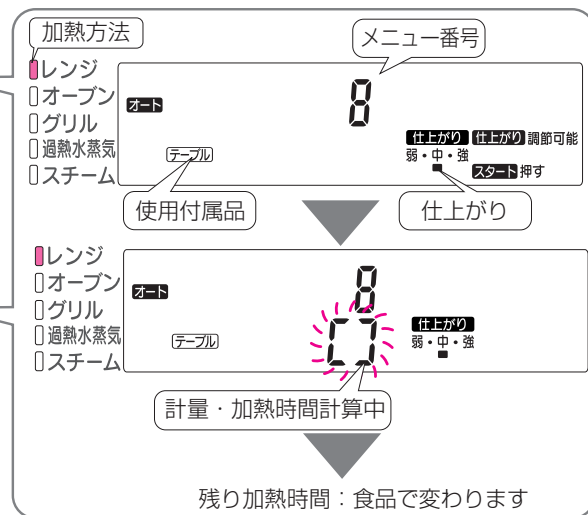 加熱方法
メニュー番号
レンジ
オーブン
グリル
過熱水蒸気
スチーム
オート
8
テーブル
仕上がり 仕上がり 調節可能
弱・中・強
スタート 押す
使用付属品
仕上がり
レンジ
オーブン
グリル
過熱水蒸気
スチーム
オート
8
テーブル
仕上がり
弱・中・強
計量・加熱時間計算中
残り加熱時間：食品で変わります